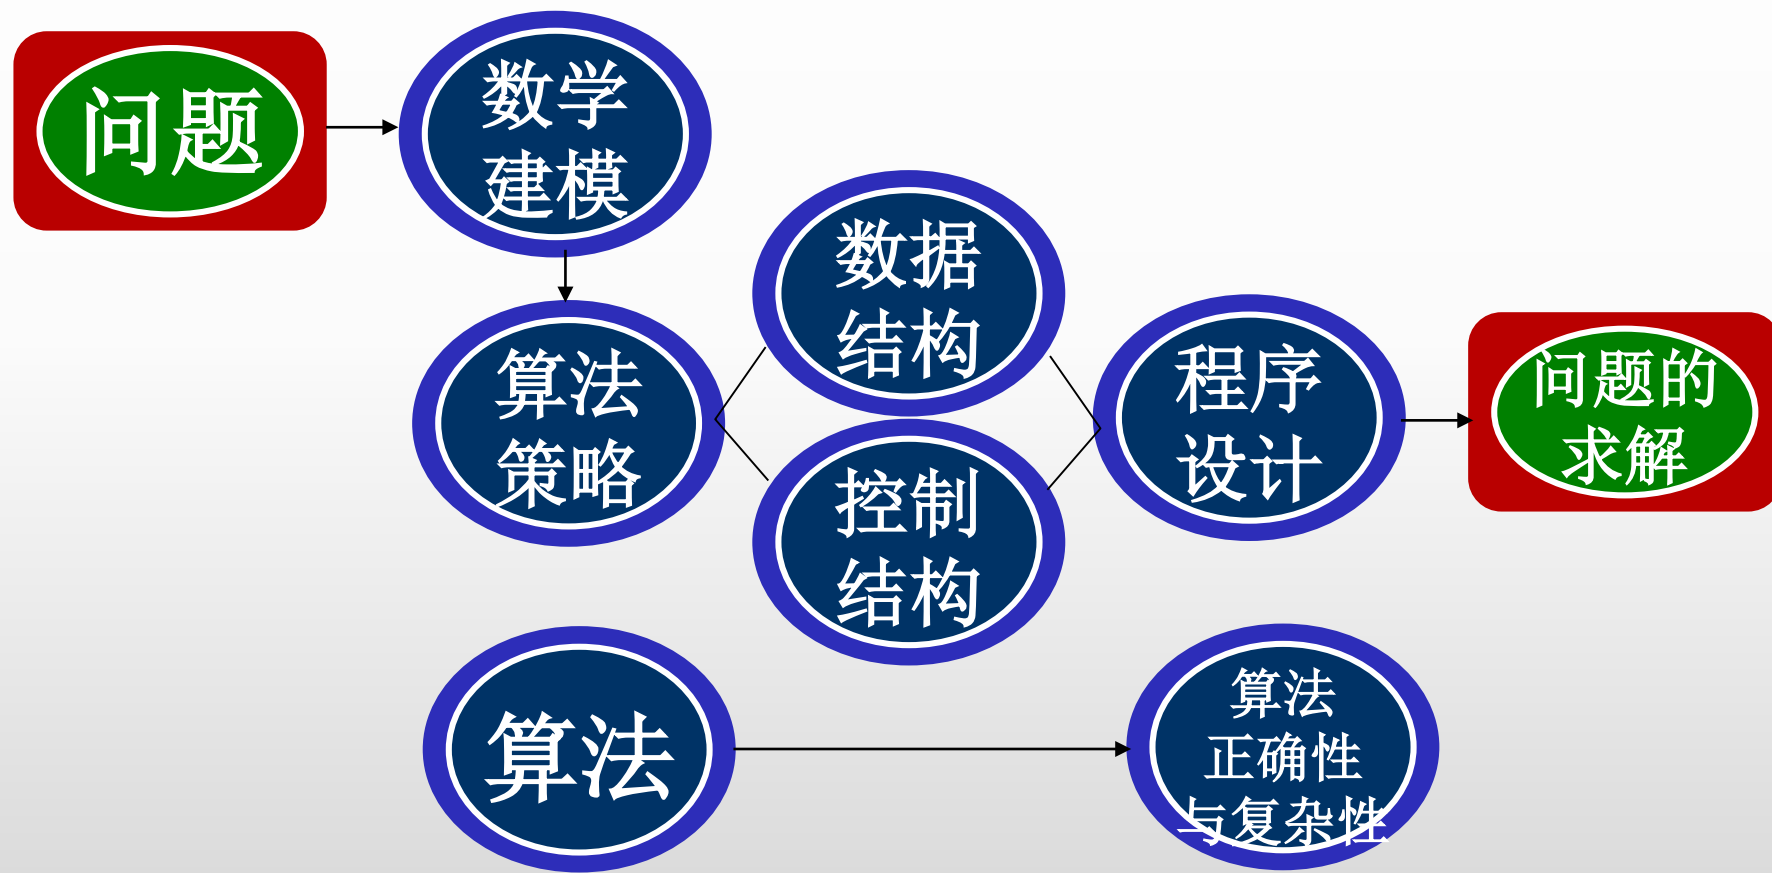 问题
数学
建模
数据
结构
算法
策略
控制
结构
程序
设计
问题的
求解
算法
算法
正确性
与复杂性